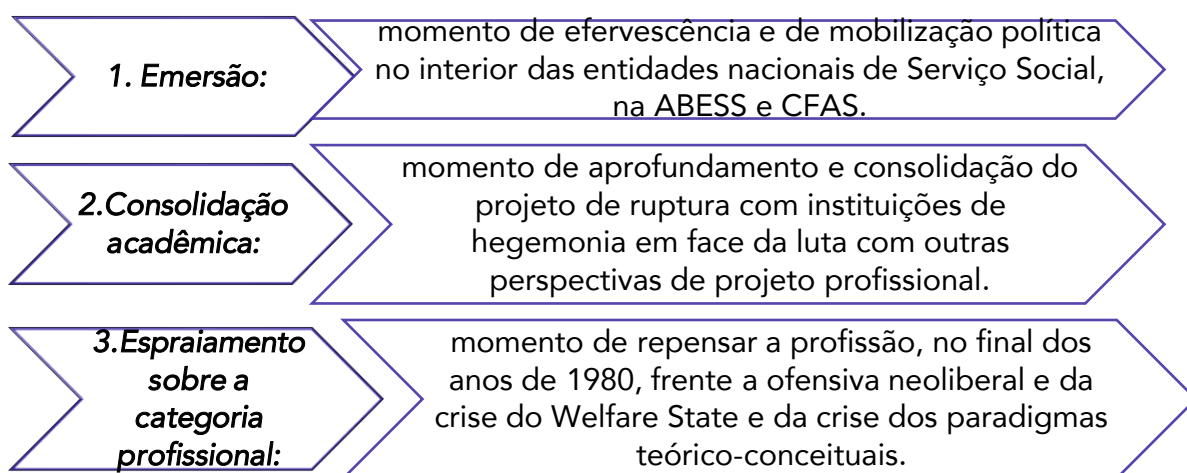 1. Emersão:
momento de efervescência e de mobilização política
no interior das entidades nacionais de Serviço Social,
na ABESS e CFAS.
2.Consolidação
acadêmica:
momento de aprofundamento e consolidação do
projeto de ruptura com instituições de
hegemonia em face da luta com outras
perspectivas de projeto profissional.
3.Espraiamento
sobre a
categoria
profissional:
momento de repensar a profissão, no final dos
anos de 1980, frente a ofensiva neoliberal e da
crise do Welfare State e da crise dos paradigmas
teórico-conceituais.